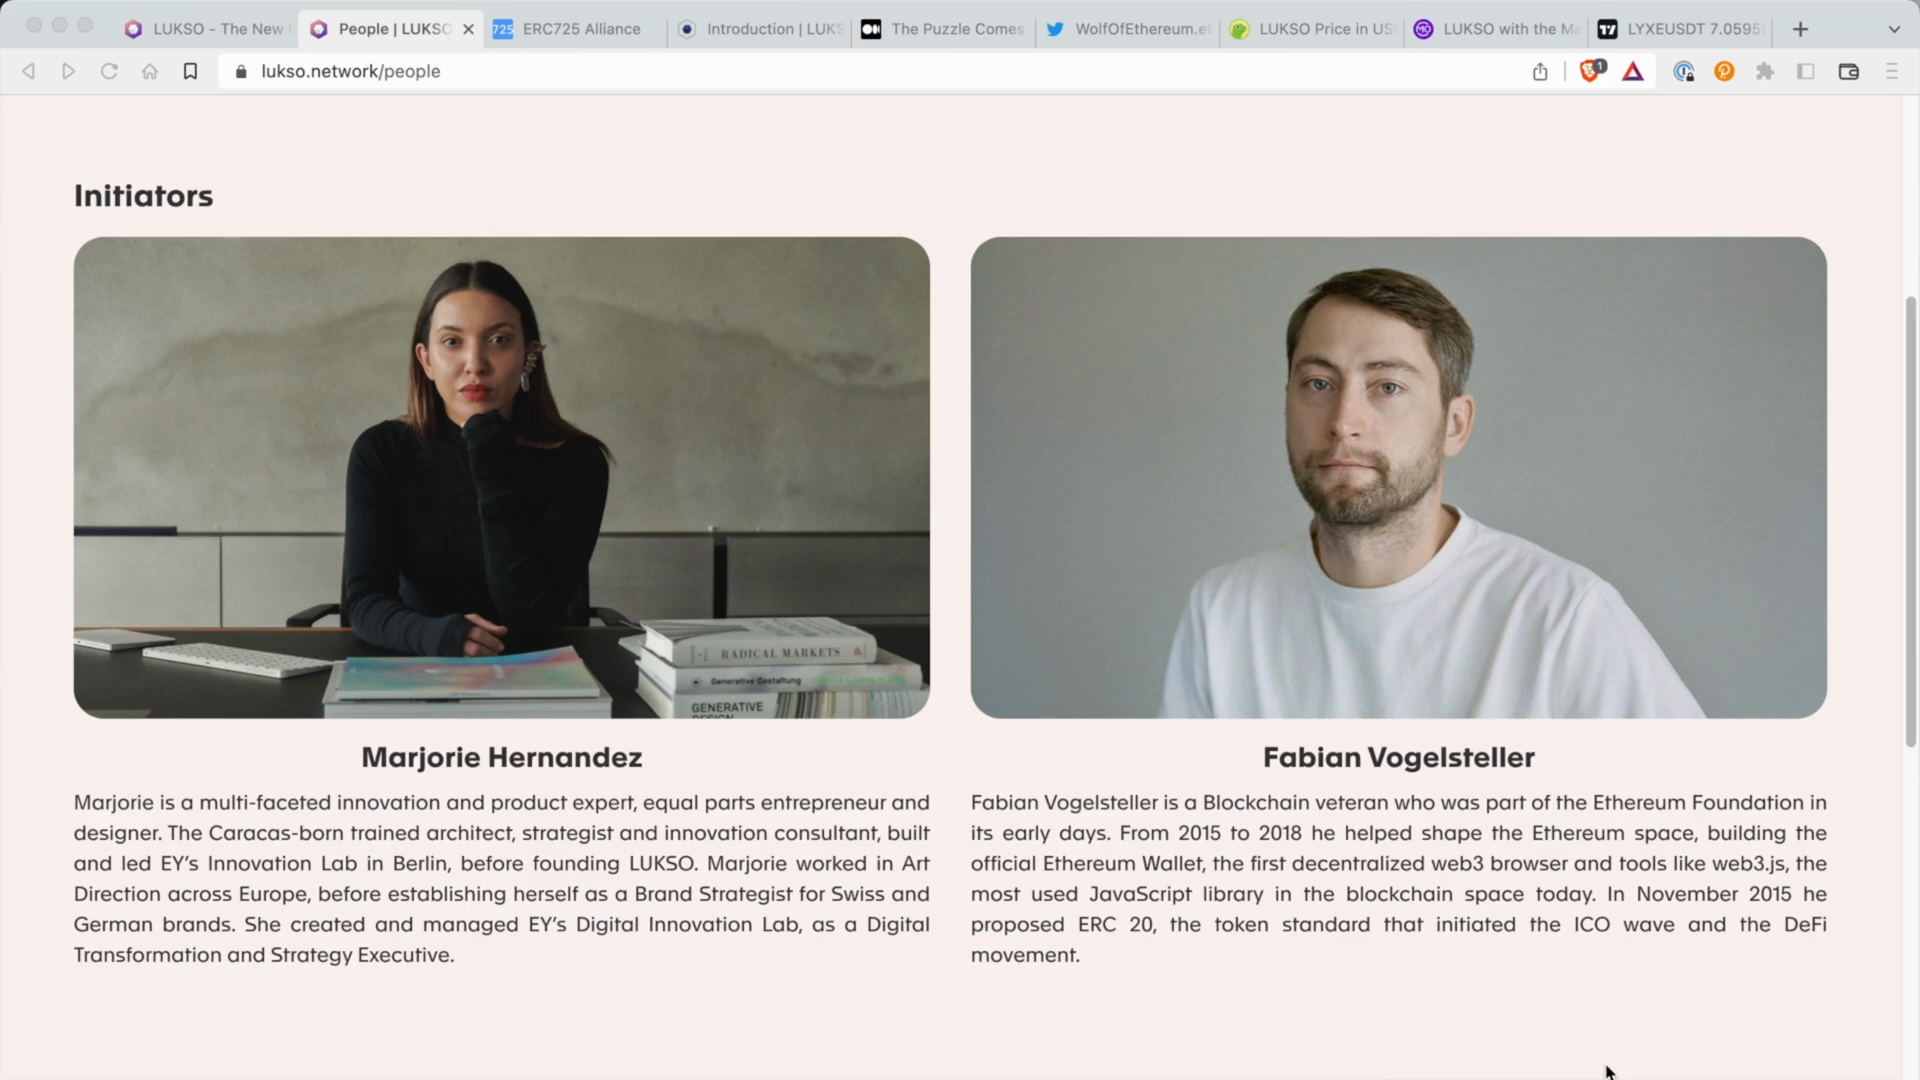 LUKSO - The New
People | LUKSO
725
ERC725 Alliance
Introduction | LUKS
The Puzzle Comes
WolfOfEthereum.et
LUKSO Price in US
LUKSO with the Ma
LYXEUSDT 7.0595
lukso.network/people
1
Initiators
RADICAL MARKETS
Generative Gestaltung
GENERATIVE
DESIGN
Marjorie Hernandez
Marjorie is a multi-faceted innovation and product expert, equal parts entrepreneur and
designer. The Caracas-born trained architect, strategist and innovation consultant, built
and led EY's Innovation Lab in Berlin, before founding LUKSO. Marjorie worked in Art
Direction across Europe, before establishing herself as a Brand Strategist for Swiss and
German brands. She created and managed EY's Digital Innovation Lab, as a Digital
Transformation and Strategy Executive.
Fabian Vogelsteller
Fabian Vogelsteller is a Blockchain veteran who was part of the Ethereum Foundation in
its early days. From 2015 to 2018 he helped shape the Ethereum space, building the
official Ethereum Wallet, the first decentralized web3 browser and tools like web3.js, the
most used JavaScript library in the blockchain space today. In November 2015 he
proposed ERC 20, the token standard that initiated the ICO wave and the DeFi
movement.